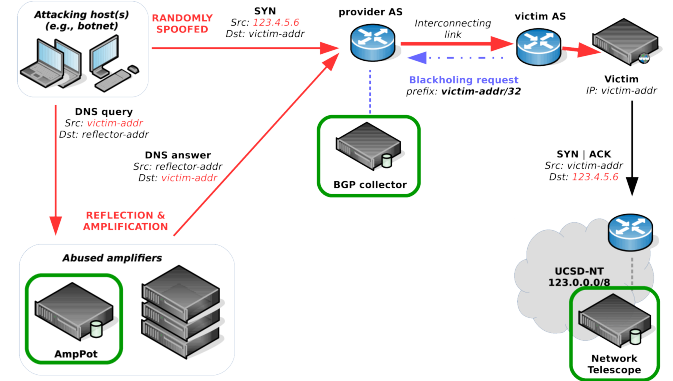 Attacking host(s)
(e.g., botnet)
RANDOMLY
SPOOFED
SYN
Src: 123.4.5.6
Dst: victim-addr
provider AS
Interconnecting
link
victim AS
Blackholing request
prefix: victim-addr/32
Victim
IP: victim-addr
DNS query
Src: victim-addr
Dst: reflector-addr
DNS answer
Src: reflector-addr
Dst: victim-addr
BGP collector
SYN | ACK
Src: victim-addr
Dst: 123.4.5.6
REFLECTION &
AMPLIFICATION
Abused amplifiers
AmpPot
UCSD-NT
123.0.0.0/8
Network
Telescope